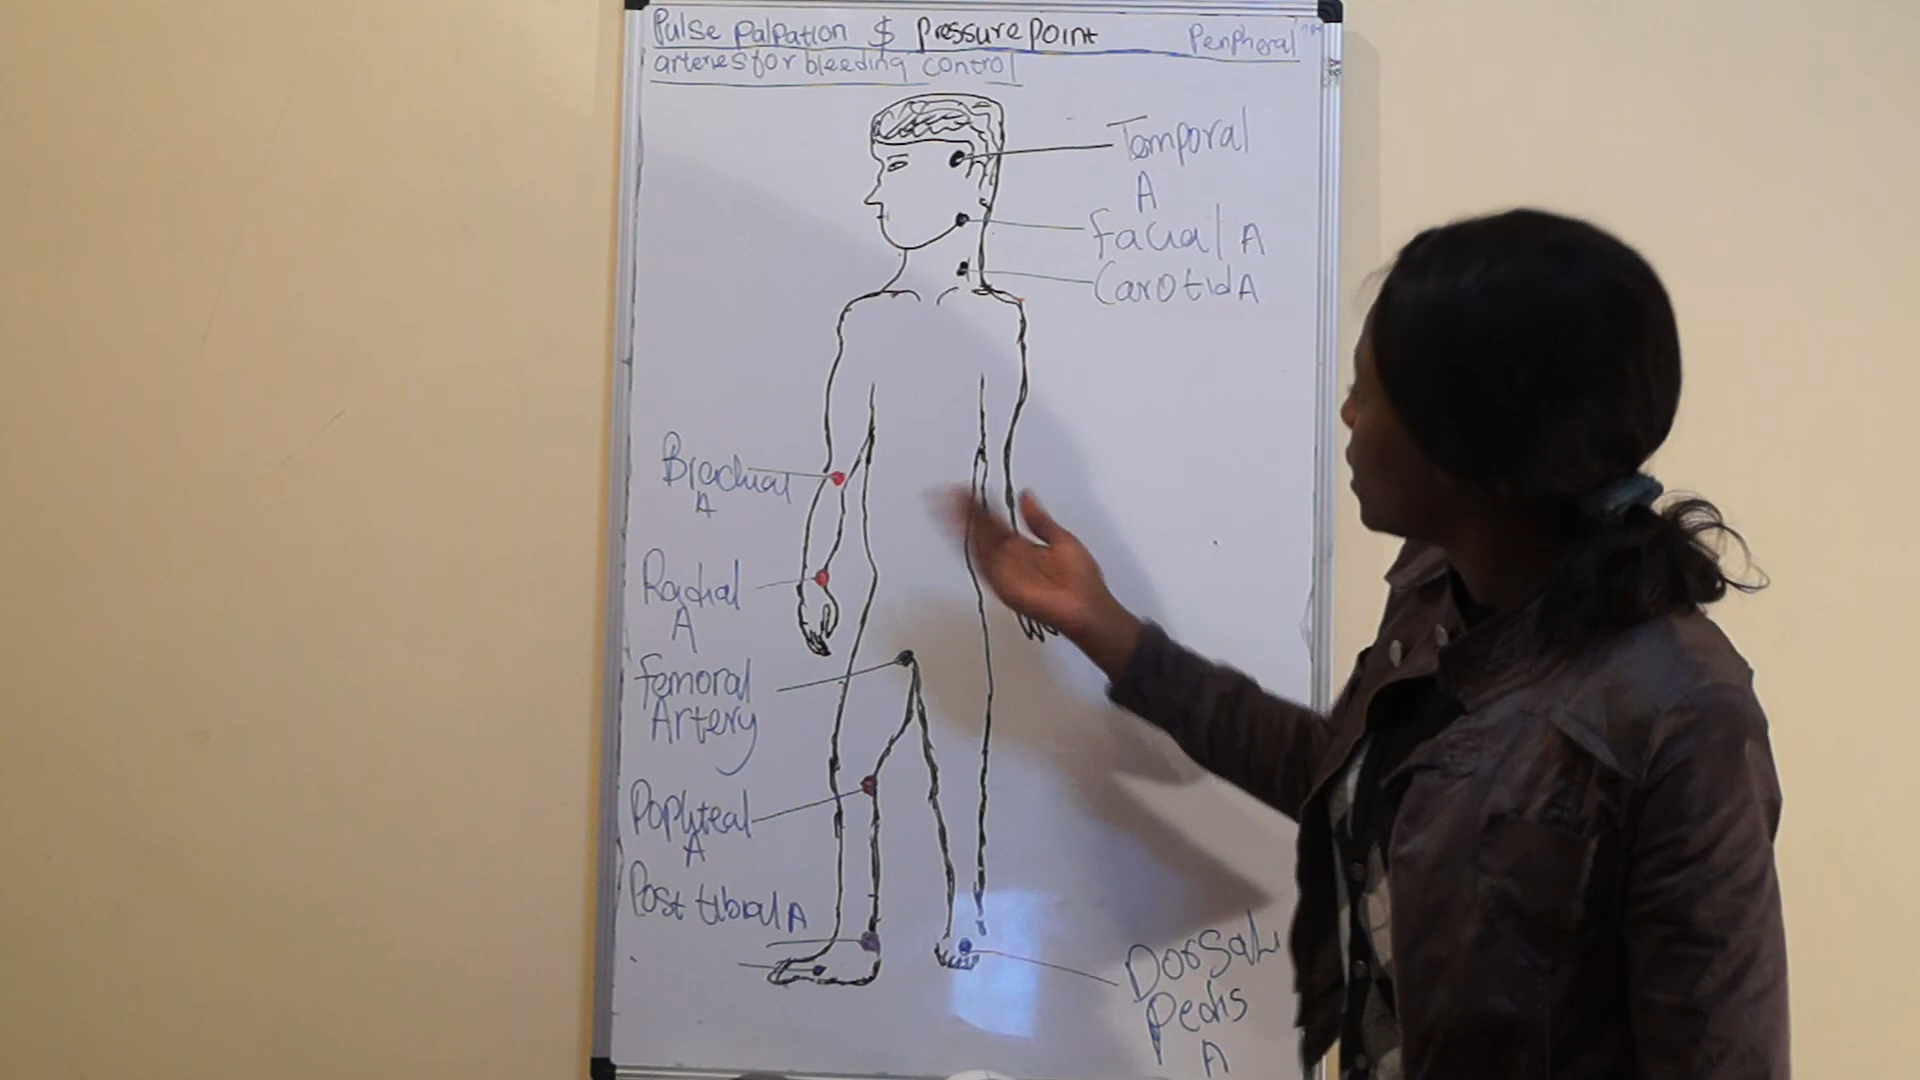 Pulse Palpation $ Pressure Point Peripheral
arteries for bleeding control
Temporal
A
facial A
Carotid A
Brachial
A
Radial
A
femoral
Artery
Popliteal
A
Post tibial A
Dorsal
Pedis
A